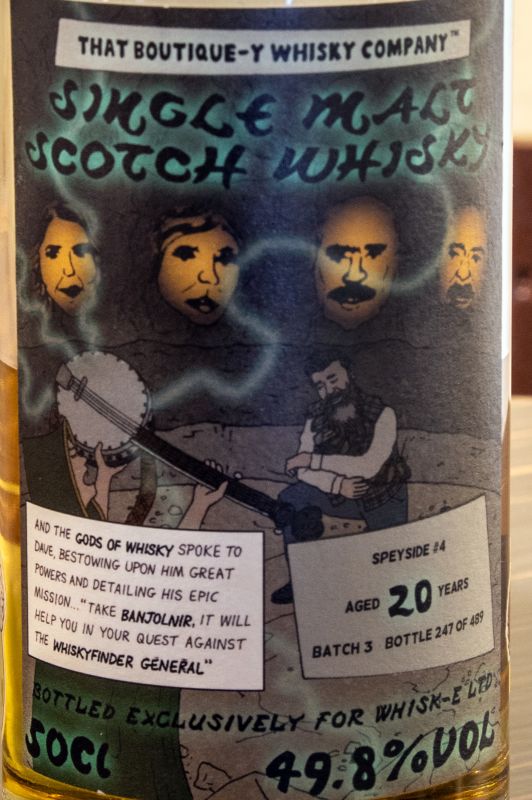 THAT BOUTIQUE-Y WHISKY COMPANY™
SINGLE MALT
SCOTCH WHISKY
AND THE GODS OF WHISKY SPOKE TO
DAVE, BESTOWING UPON HIM GREAT
POWERS AND DETAILING HIS EPIC
MISSION..."TAKE BANJOLNIR, IT WILL
HELP YOU IN YOUR QUEST AGAINST
THE WHISKYFINDER GENERAL"
SPEYSIDE #4
AGED 20 YEARS
BATCH 3 BOTTLE 247 OF 489
BOTTLED EXCLUSIVELY FOR WHISK-E LTD
50Cl 49.8%VOL